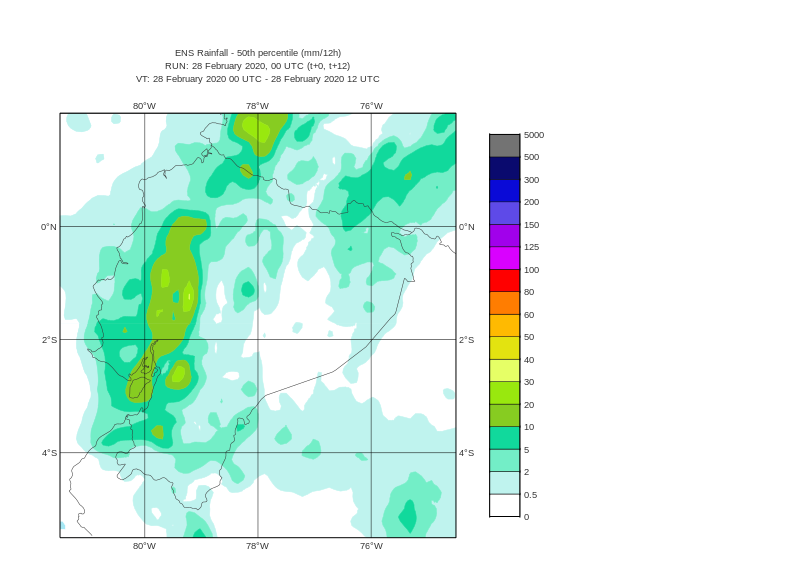 ENS Rainfall - 50th percentile (mm/12h)
RUN: 28 February 2020, 00 UTC (t+0, t+12)
VT: 28 February 2020 00 UTC - 28 February 2020 12 UTC
80°W 78°W 76°W
5000
500
300
200
150
125
100
80
60
50
40
30
20
10
5
2
0.5
0
0°N 0°N
2°S 2°S
4°S 4°S
80°W 78°W 76°W